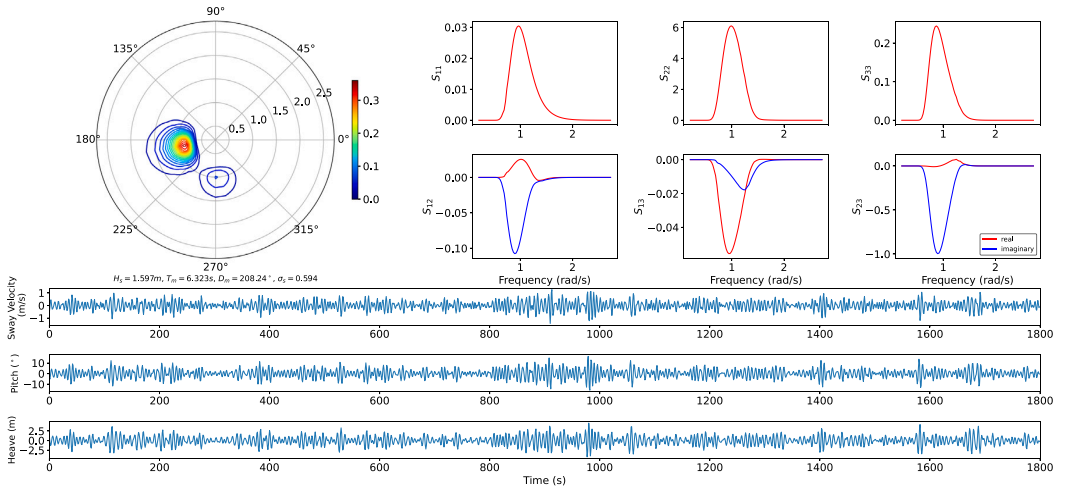 90°
135°
45°
180°
0°
225°
315°
270°
0.5
1.0
1.5
2.0
2.5
0.3
0.2
0.1
0.0
H_s = 1.597m, T_m = 6.323s, D_m = 208.24°, σ_s = 0.594
S_11
0.03
0.02
0.01
0.00
1 2
S_22
6
4
2
0
1 2
S_33
0.2
0.1
0.0
1 2
S_12
0.00
−0.05
−0.10
1 2
Frequency (rad/s)
S_13
0.00
−0.02
−0.04
1 2
Frequency (rad/s)
S_23
0.0
−0.5
−1.0
real
imaginary
1 2
Frequency (rad/s)
Sway Velocity
(m/s)
1
0
−1
0 200 400 600 800 1000 1200 1400 1600 1800
Pitch (°)
10
0
−10
0 200 400 600 800 1000 1200 1400 1600 1800
Heave (m)
2.5
0.0
−2.5
0 200 400 600 800 1000 1200 1400 1600 1800
Time (s)